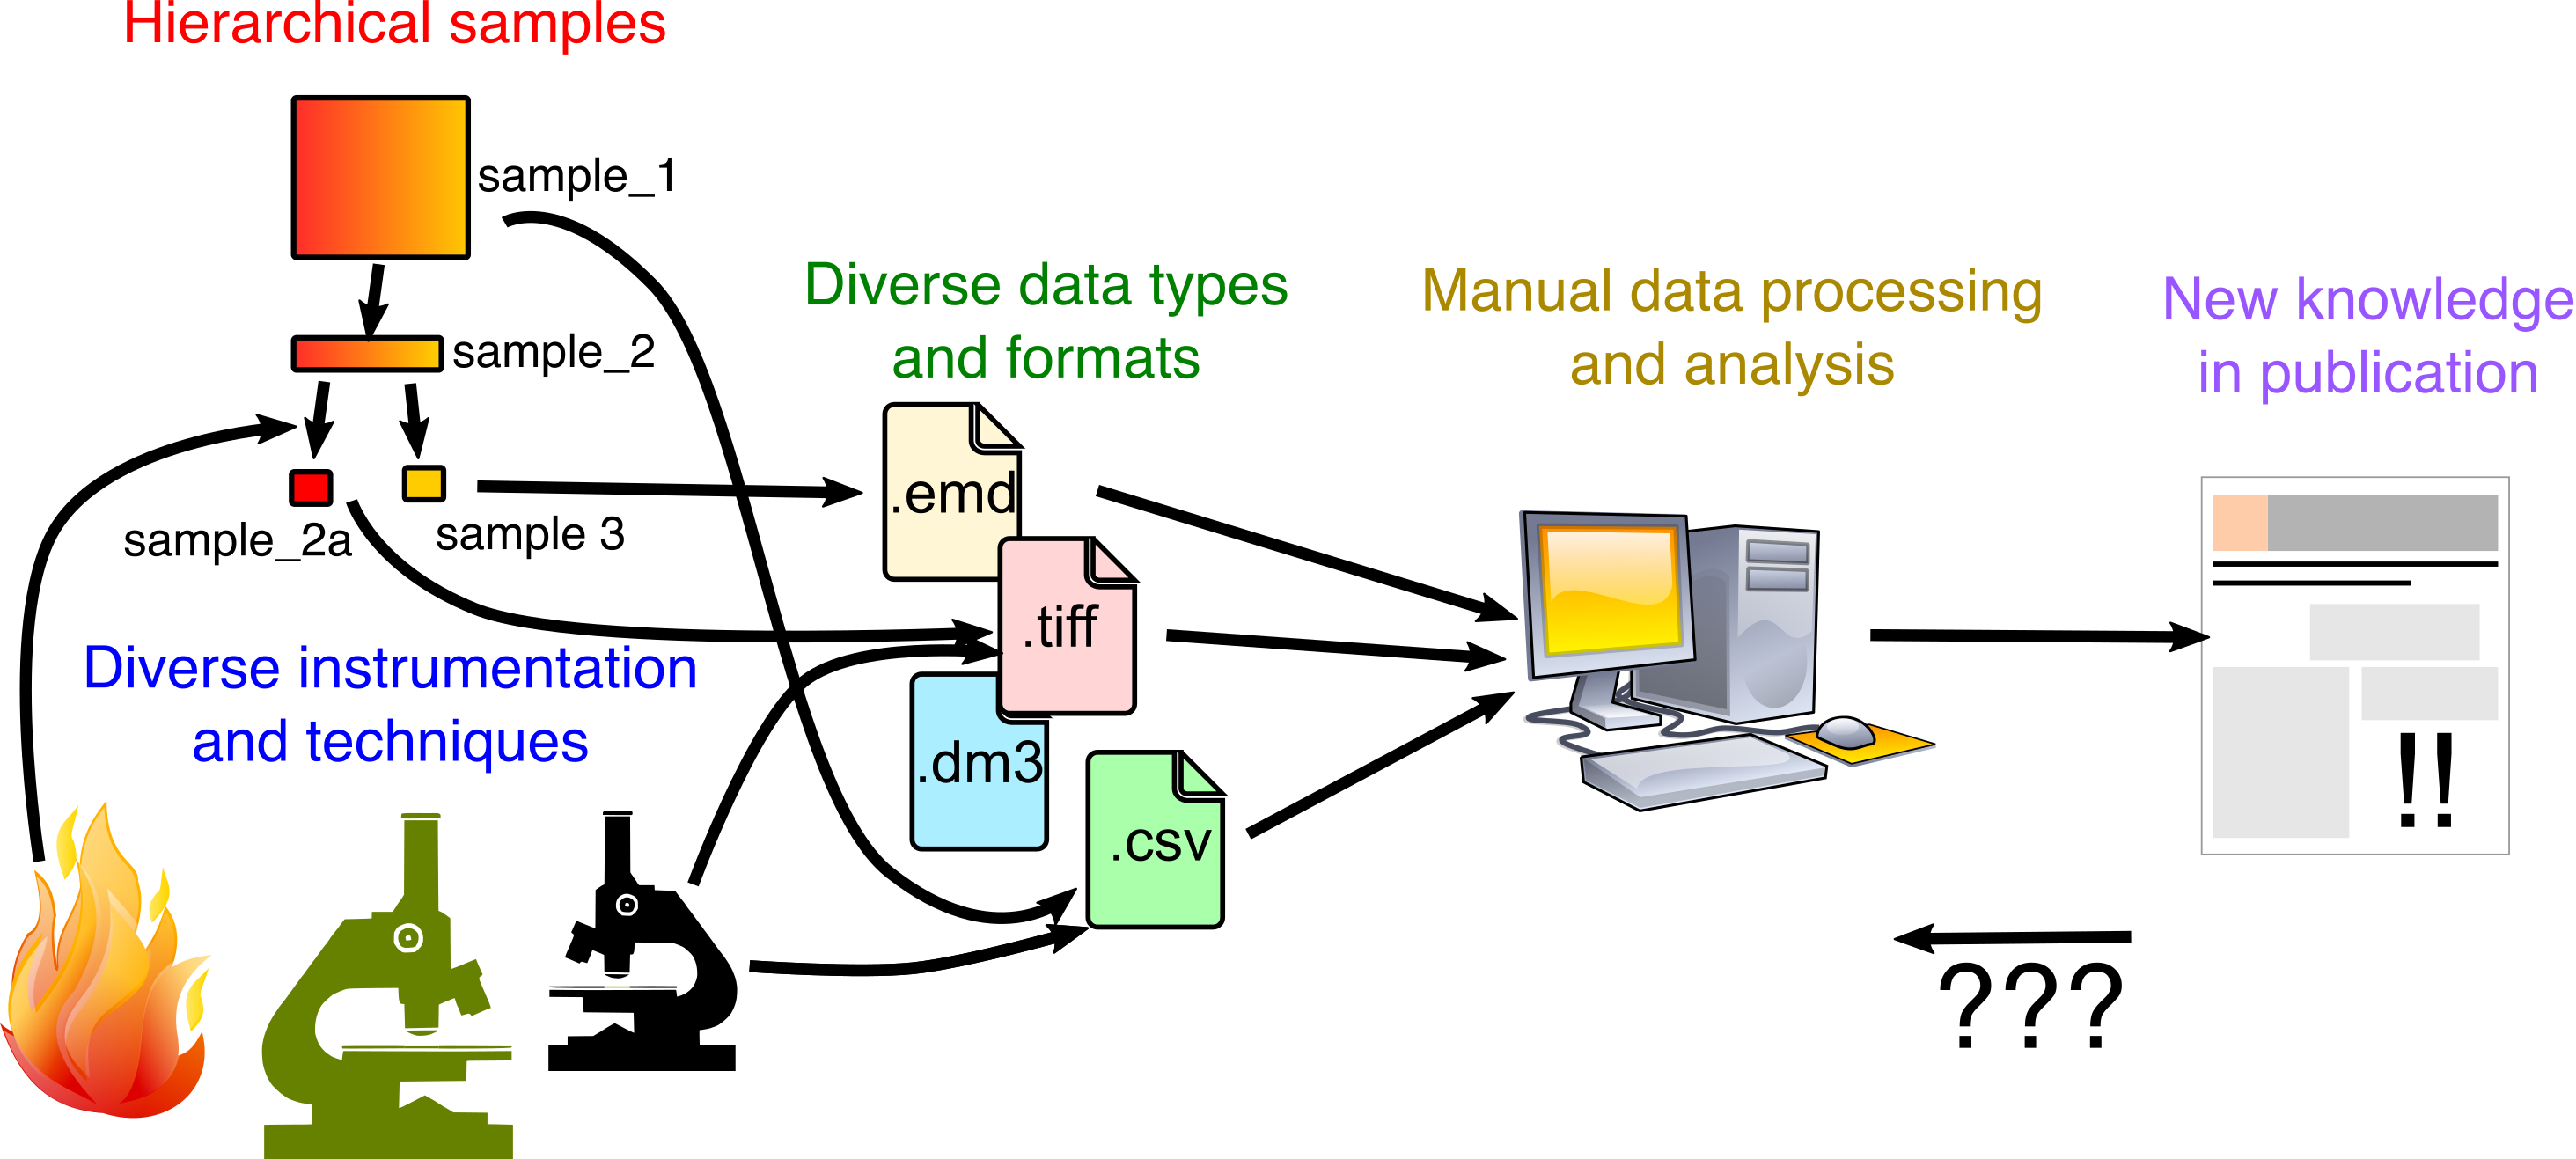 Hierarchical samples
sample_1
sample_2
sample_2a
sample 3
Diverse instrumentation
and techniques
Diverse data types
and formats
.emd
.tiff
.dm3
.csv
Manual data processing
and analysis
New knowledge
in publication
!!
???